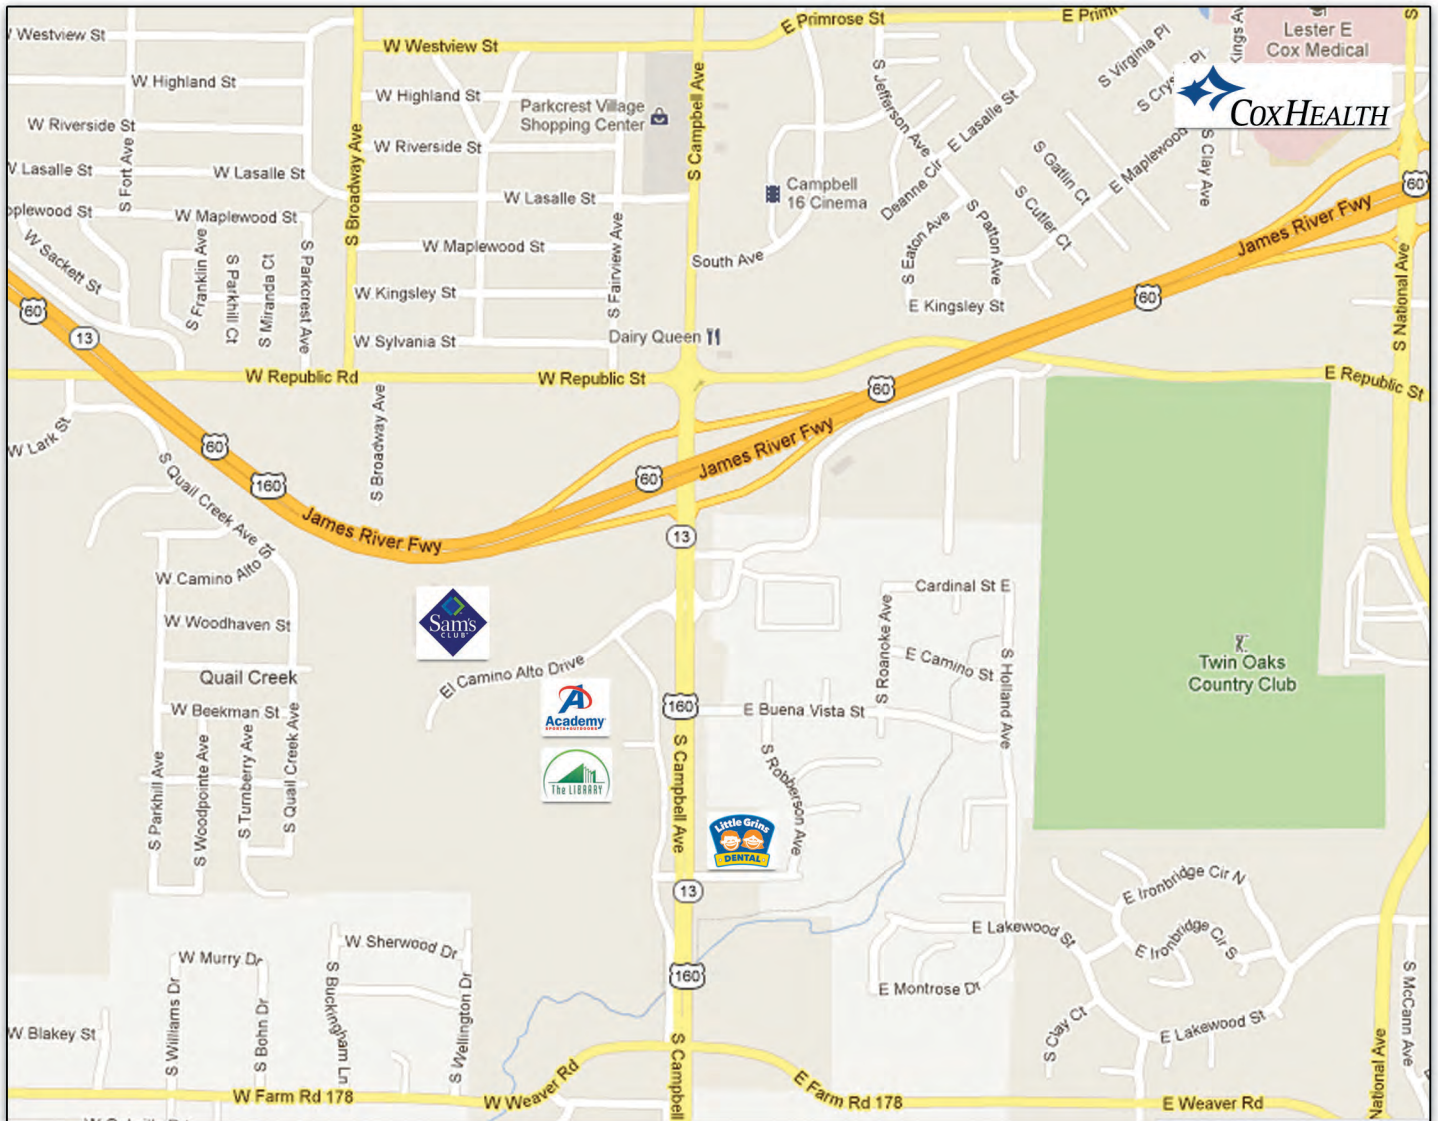 Westview St
W Westview St
E Primrose St
E Prim
Lester E
Cox Medical
S Virginia Pl
COXHEALTH
W Highland St
W Highland St
Parkcrest Village
Shopping Center
S Campbell Ave
S Jefferson Ave
E Lasalle St
S Clay Ave
W Riverside St
W Riverside St
S Fort Ave
S Broadway Ave
W Lasalle St
W Lasalle St
W Lasalle St
Campbell
16 Cinema
Deanne Cir
S Gatlin Ct
E Maplewood
60
plewood St
W Maplewood St
W Maplewood St
S Fairview Ave
S Eaton Ave
S Patton Ave
S Cutler Ct
James River Fwy
W Sackett St
S Franklin Ave
S Parkhill Ct
S Miranda Ct
S Parkcrest Ave
South Ave
S National Ave
W Kingsley St
E Kingsley St
60
60
13
W Sylvania St
Dairy Queen
W Republic Rd
W Republic St
E Republic St
60
S Broadway Ave
W Lark St
60
James River Fwy
S Quail Creek Ave
160
60
James River Fwy
13
W Camino Alto St
Cardinal St E
W Woodhaven St
Sam's
CLUB
S Roanoke Ave
E Camino St
S Holland Ave
Twin Oaks
Country Club
Quail Creek
El Camino Alto Drive
W Beekman St
Academy
SPORTS+OUTDOORS
160
E Buena Vista St
S Parkhill Ave
S Woodpointe Ave
S Turnberry Ave
S Quail Creek Ave
The LIBRARY
S Campbell Ave
S Robberson Ave
Little Grins
DENTAL
13
E Ironbridge Cir N
E Lakewood St
E Ironbridge Cir S
W Sherwood Dr
W Murry Dr
160
E Montrose Dr
S McCann Ave
W Blakey St
S Williams Dr
S Bohn Dr
S Buckingham Ln
S Wellington Dr
S Clay Ct
E Lakewood St
S Campbell
National Ave
W Farm Rd 178
W Weaver Rd
E Farm Rd 178
E Weaver Rd